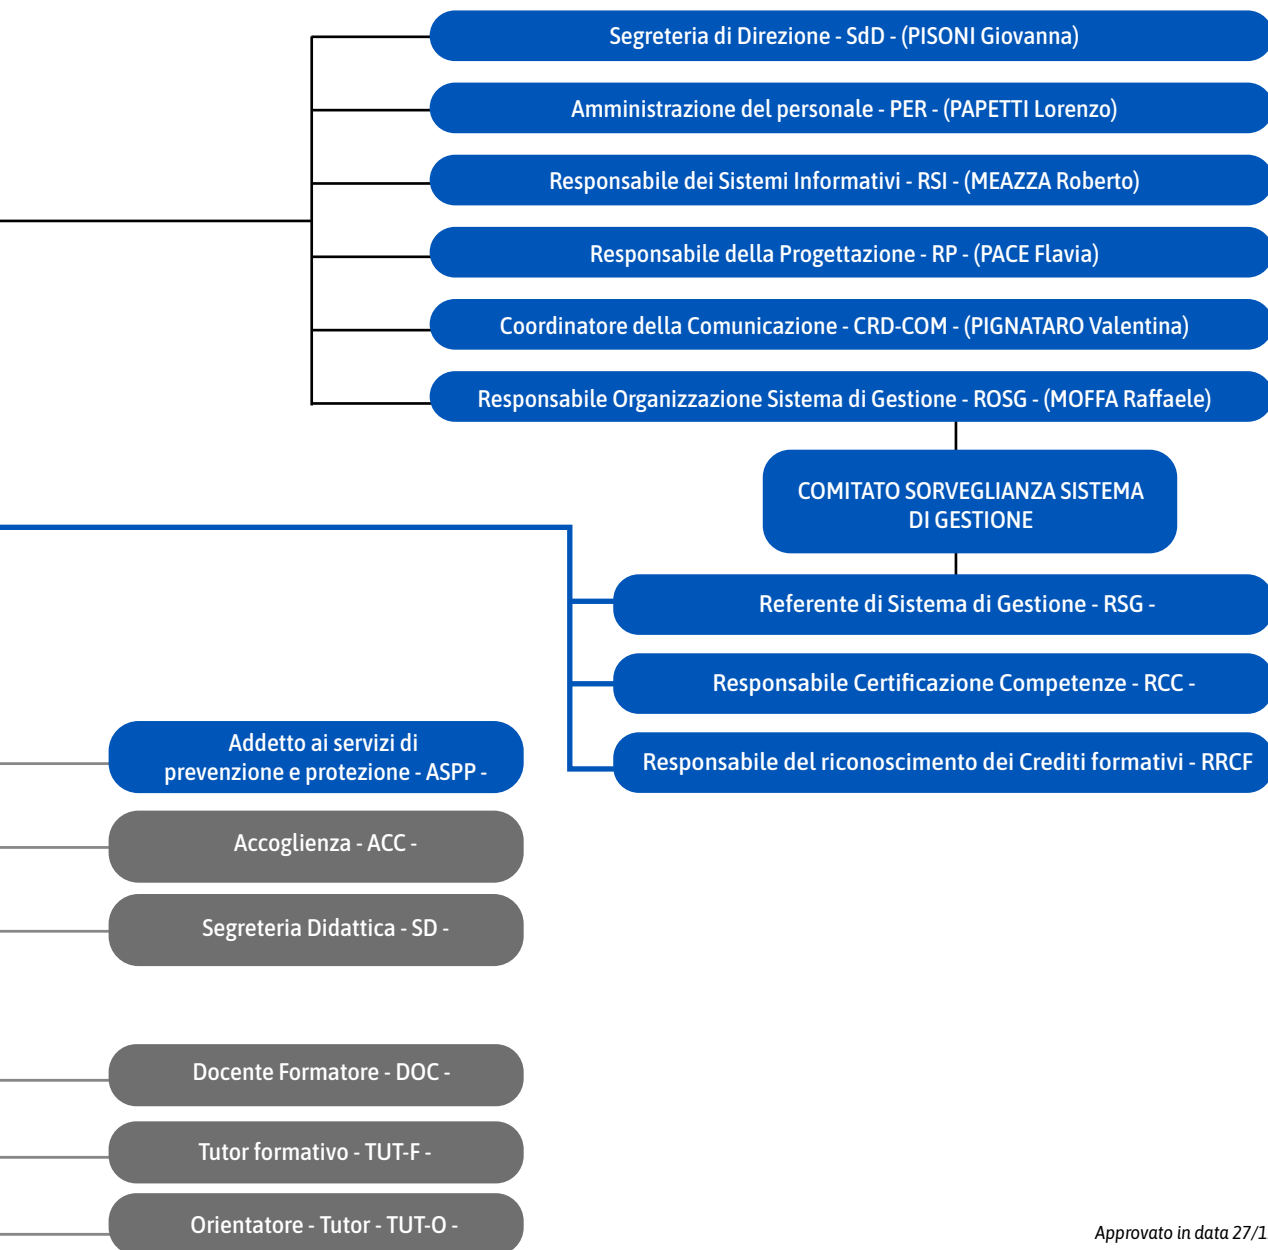 Segreteria di Direzione - SdD - (PISONI Giovanna)
Amministrazione del personale - PER - (PAPETTI Lorenzo)
Responsabile dei Sistemi Informativi - RSI - (MEAZZA Roberto)
Responsabile della Progettazione - RP - (PACE Flavia)
Coordinatore della Comunicazione - CRD-COM - (PIGNATARO Valentina)
Responsabile Organizzazione Sistema di Gestione - ROSG - (MOFFA Raffaele)
COMITATO SORVEGLIANZA SISTEMA
DI GESTIONE
Referente di Sistema di Gestione - RSG -
Responsabile Certificazione Competenze - RCC -
Responsabile del riconoscimento dei Crediti formativi - RRCF
Addetto ai servizi di
prevenzione e protezione - ASPP -
Accoglienza - ACC -
Segreteria Didattica - SD -
Docente Formatore - DOC -
Tutor formativo - TUT-F -
Orientatore - Tutor - TUT-O -
Approvato in data 27/1